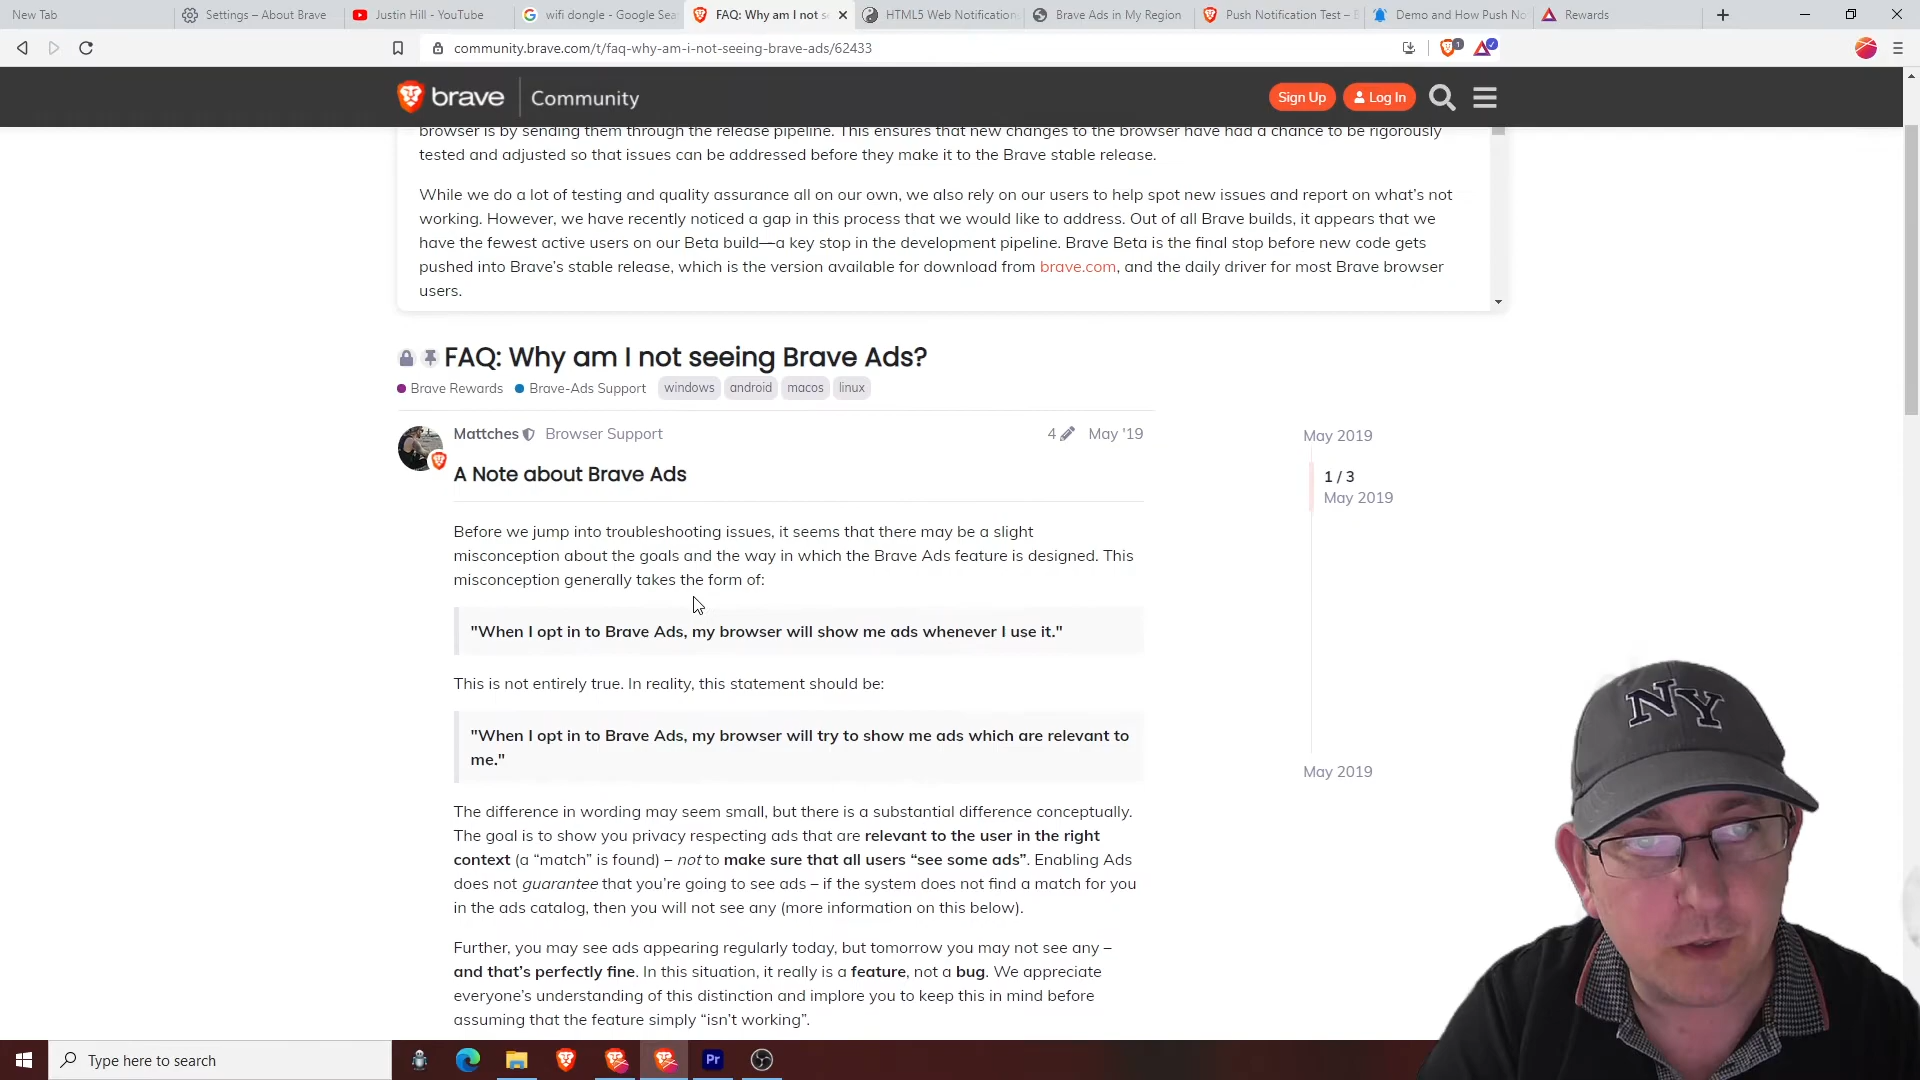 New Tab
Settings – About Brave
Justin Hill - YouTube
wifi dongle - Google Sea
FAQ: Why am I not s
HTML5 Web Notification
Brave Ads in My Region
Push Notification Test –
Demo and How Push No
Rewards
community.brave.com/t/faq-why-am-i-not-seeing-brave-ads/62433
1
brave Community
Sign Up
Log In
browser is by sending them through the release pipeline. This ensures that new changes to the browser have had a chance to be rigorously
tested and adjusted so that issues can be addressed before they make it to the Brave stable release.
While we do a lot of testing and quality assurance all on our own, we also rely on our users to help spot new issues and report on what's not
working. However, we have recently noticed a gap in this process that we would like to address. Out of all Brave builds, it appears that we
have the fewest active users on our Beta build—a key stop in the development pipeline. Brave Beta is the final stop before new code gets
pushed into Brave's stable release, which is the version available for download from brave.com, and the daily driver for most Brave browser
users.
FAQ: Why am I not seeing Brave Ads?
Brave Rewards Brave-Ads Support windows android macos linux
Mattches Browser Support 4 May '19
May 2019
1 / 3
May 2019
May 2019
A Note about Brave Ads
Before we jump into troubleshooting issues, it seems that there may be a slight
misconception about the goals and the way in which the Brave Ads feature is designed. This
misconception generally takes the form of:
"When I opt in to Brave Ads, my browser will show me ads whenever I use it."
This is not entirely true. In reality, this statement should be:
"When I opt in to Brave Ads, my browser will try to show me ads which are relevant to
me."
The difference in wording may seem small, but there is a substantial difference conceptually.
The goal is to show you privacy respecting ads that are relevant to the user in the right
context (a “match” is found) – not to make sure that all users “see some ads”. Enabling Ads
does not guarantee that you're going to see ads – if the system does not find a match for you
in the ads catalog, then you will not see any (more information on this below).
Further, you may see ads appearing regularly today, but tomorrow you may not see any –
and that's perfectly fine. In this situation, it really is a feature, not a bug. We appreciate
everyone's understanding of this distinction and implore you to keep this in mind before
assuming that the feature simply “isn't working”.
NY
Type here to search
Pr